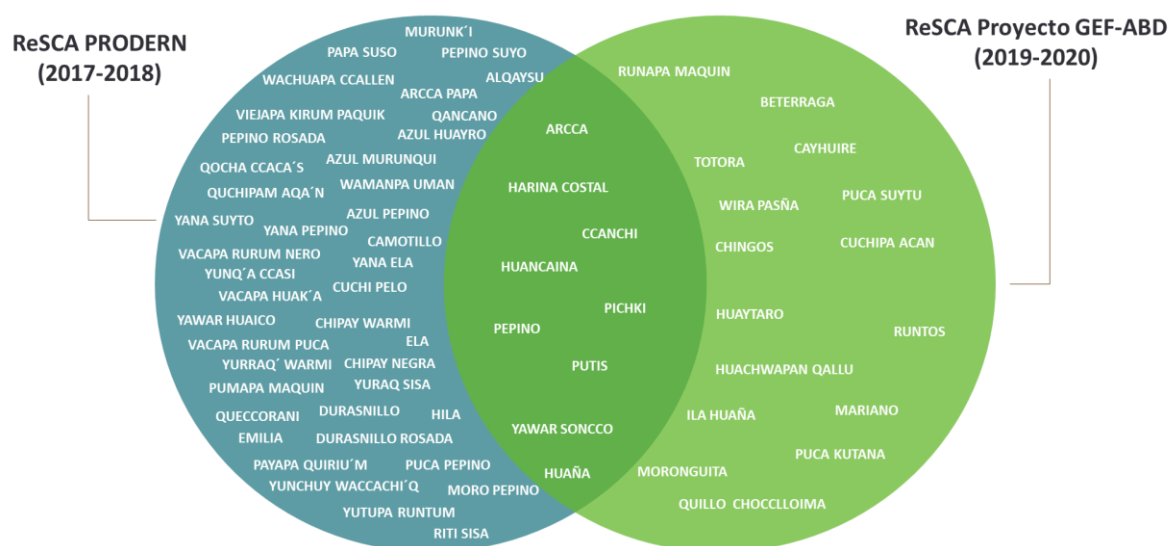 ReSCA PRODERN
(2017-2018)
MURUNK´I
PAPA SUSO
PEPINO SUYO
WACHUAPA CCALLEN
ALQAYSU
ARCCA PAPA
VIEJAPA KIRUM PAQUIK
QANCANO
PEPINO ROSADA
AZUL HUAYRO
QOCHA CCACA´S
AZUL MURUNQUI
QUCHIPAM AQA´N
WAMANPA UMAN
YANA SUYTO
AZUL PEPINO
YANA PEPINO
CAMOTILLO
VACAPA RURUM NERO
YANA ELA
YUNQ´A CCASI
CUCHI PELO
VACAPA HUAK´A
YAWAR HUAICO
CHIPAY WARMI
VACAPA RURUM PUCA
ELA
YURRAQ´ WARMI
CHIPAY NEGRA
PUMAPA MAQUIN
YURAQ SISA
QUECCORANI
DURASNILLO
HILA
EMILIA
DURASNILLO ROSADA
PAYAPA QUIRIU´M
PUCA PEPINO
YUNCHUY WACCACHI´Q
MORO PEPINO
YUTUPA RUNTUM
RITI SISA
ARCCA
HARINA COSTAL
CCANCHI
HUANCAINA
PICHKI
PEPINO
PUTIS
YAWAR SONCCO
HUAÑA
ReSCA Proyecto GEF-ABD
(2019-2020)
RUNAPA MAQUIN
BETERRAGA
CAYHUIRE
TOTORA
PUCA SUYTU
WIRA PASÑA
CHINGOS
CUCHIPA ACAN
HUAYTARO
RUNTOS
HUACHWAPAN QALLU
ILA HUAÑA
MARIANO
PUCA KUTANA
MORONGUITA
QUILLO CHOCCLLOIMA